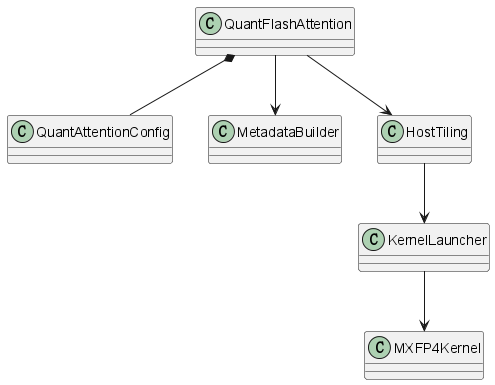 C QuantFlashAttention
C QuantAttentionConfig
C MetadataBuilder
C HostTiling
C KernelLauncher
C MXFP4Kernel